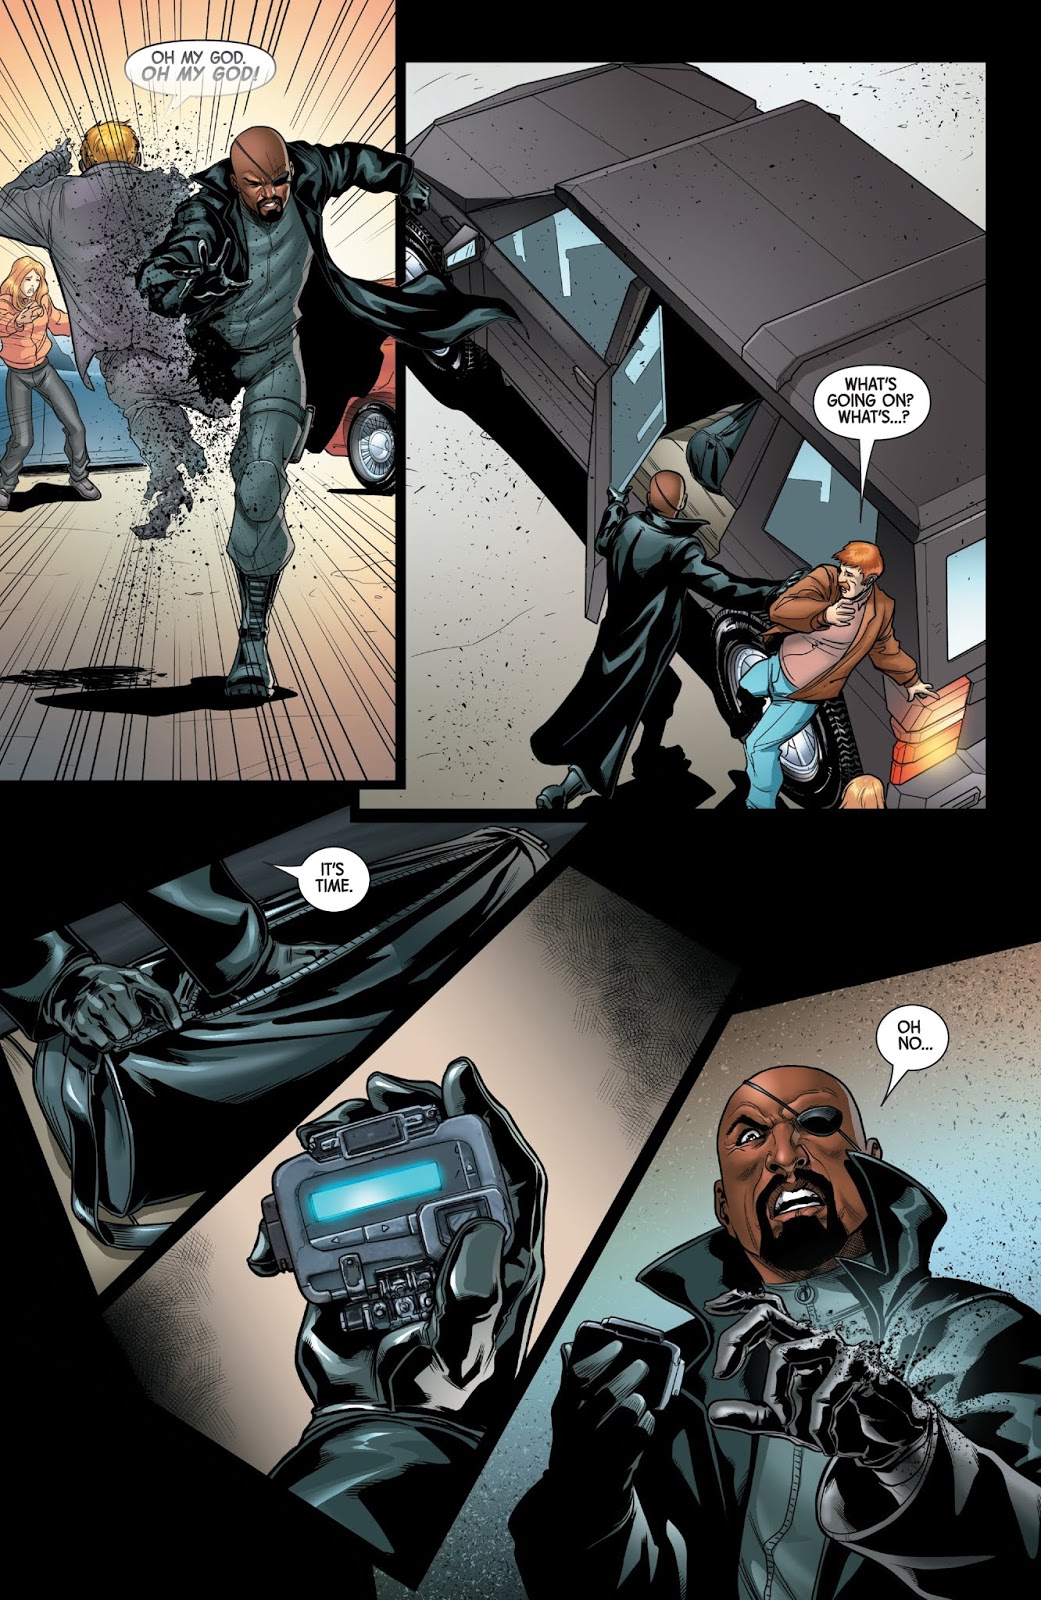 OH MY GOD.
OH MY GOD!
WHAT'S
GOING ON?
WHAT'S...?
IT'S
TIME.
OH
NO...